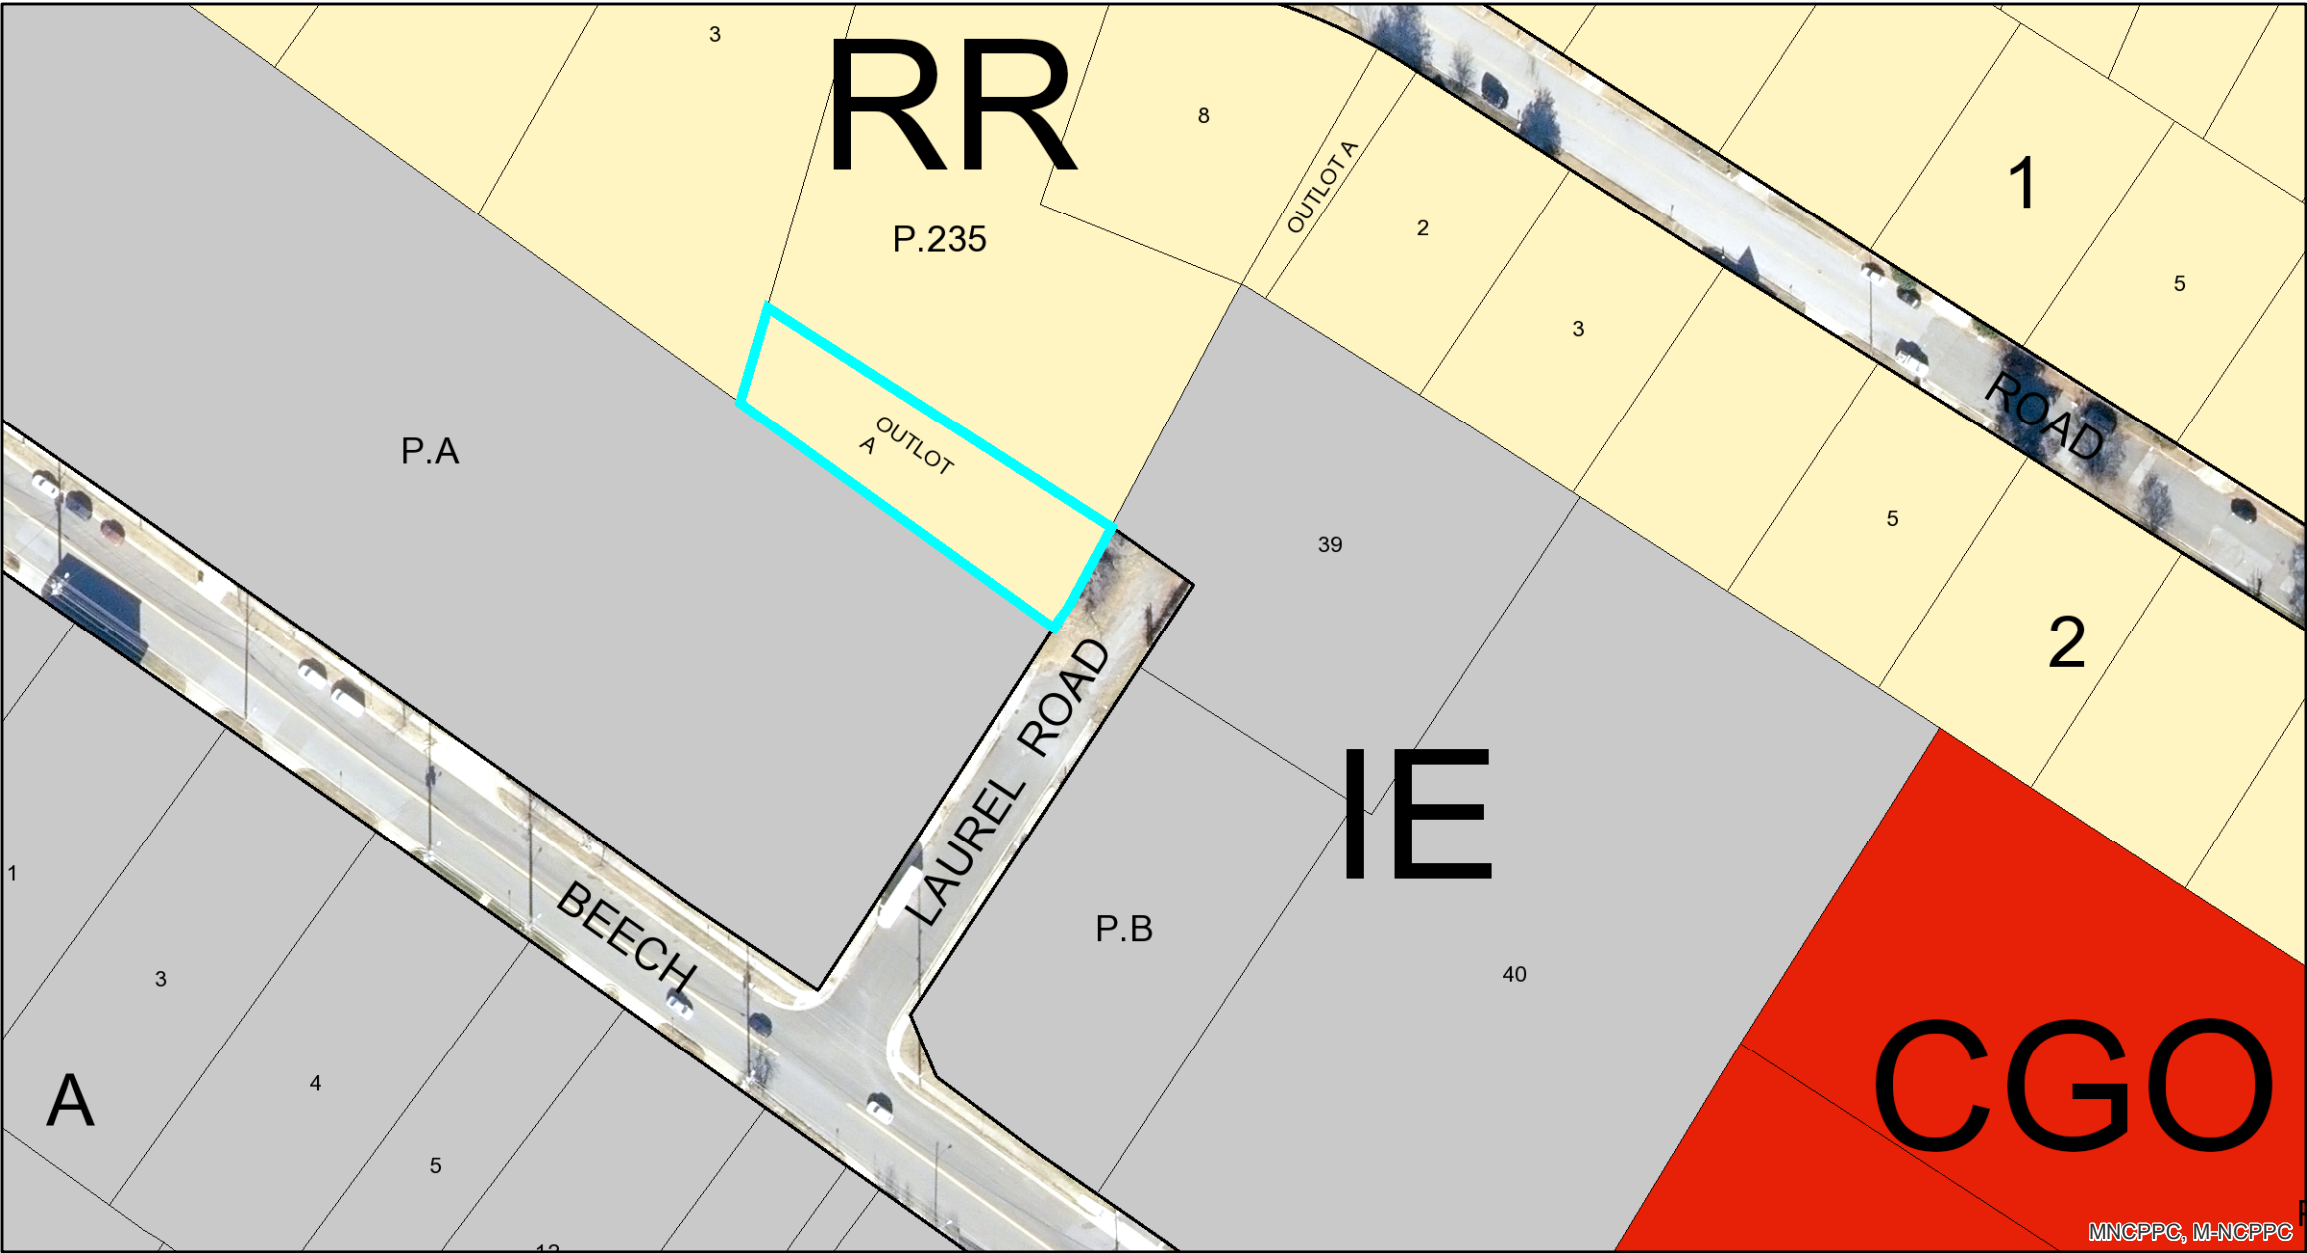 3
RR
8
OUTLOT A
1
P.235
2
5
3
ROAD
P.A
OUTLOT
A
39
5
2
LAUREL ROAD
IE
1
BEECH
P.B
3
40
4
A
CGO
5
MNCPPC, M-NCPPC